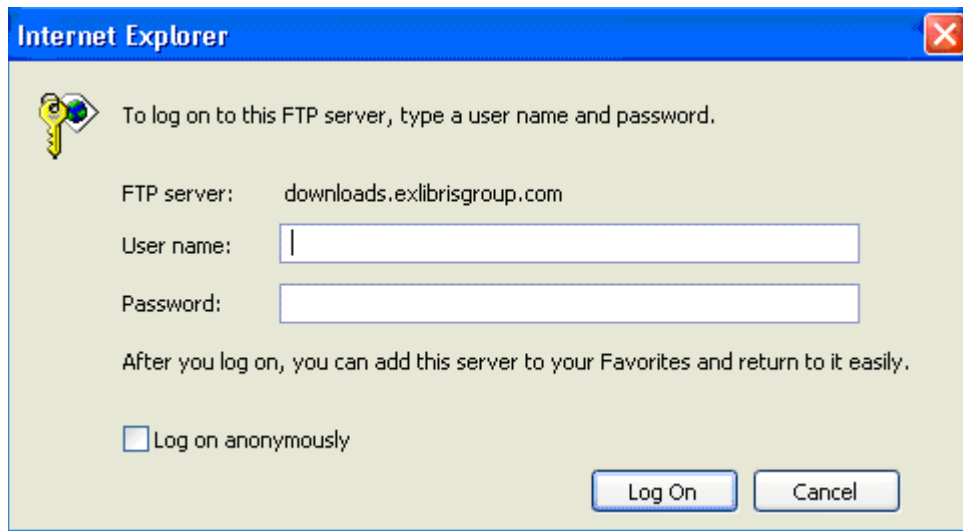 Internet Explorer
To log on to this FTP server, type a user name and password.
FTP server: downloads.exlibrisgroup.com
User name:
Password:
After you log on, you can add this server to your Favorites and return to it easily.
Log on anonymously
Log On Cancel